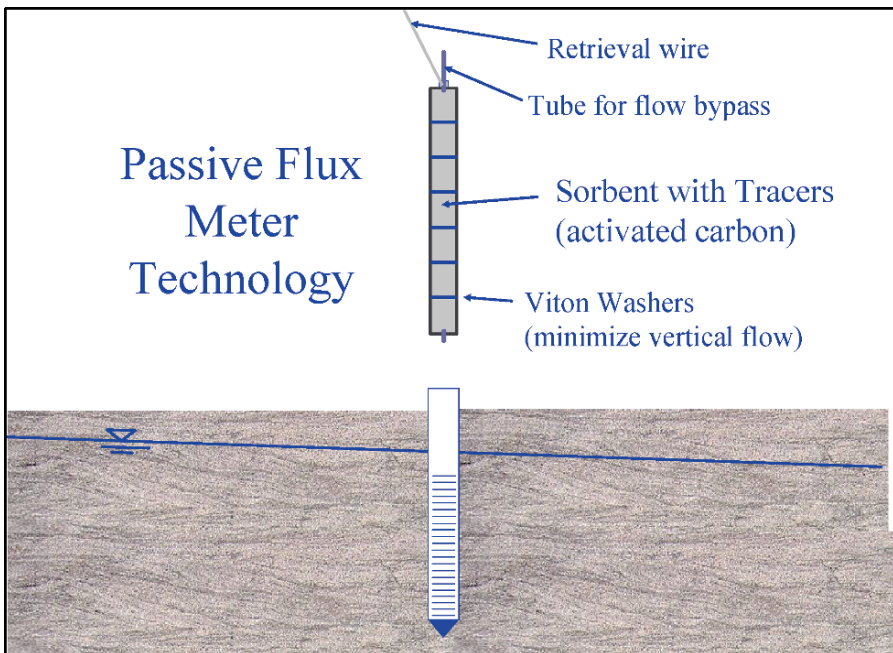 Retrieval wire
Tube for flow bypass
Passive Flux
Meter
Technology
Sorbent with Tracers
(activated carbon)
Viton Washers
(minimize vertical flow)